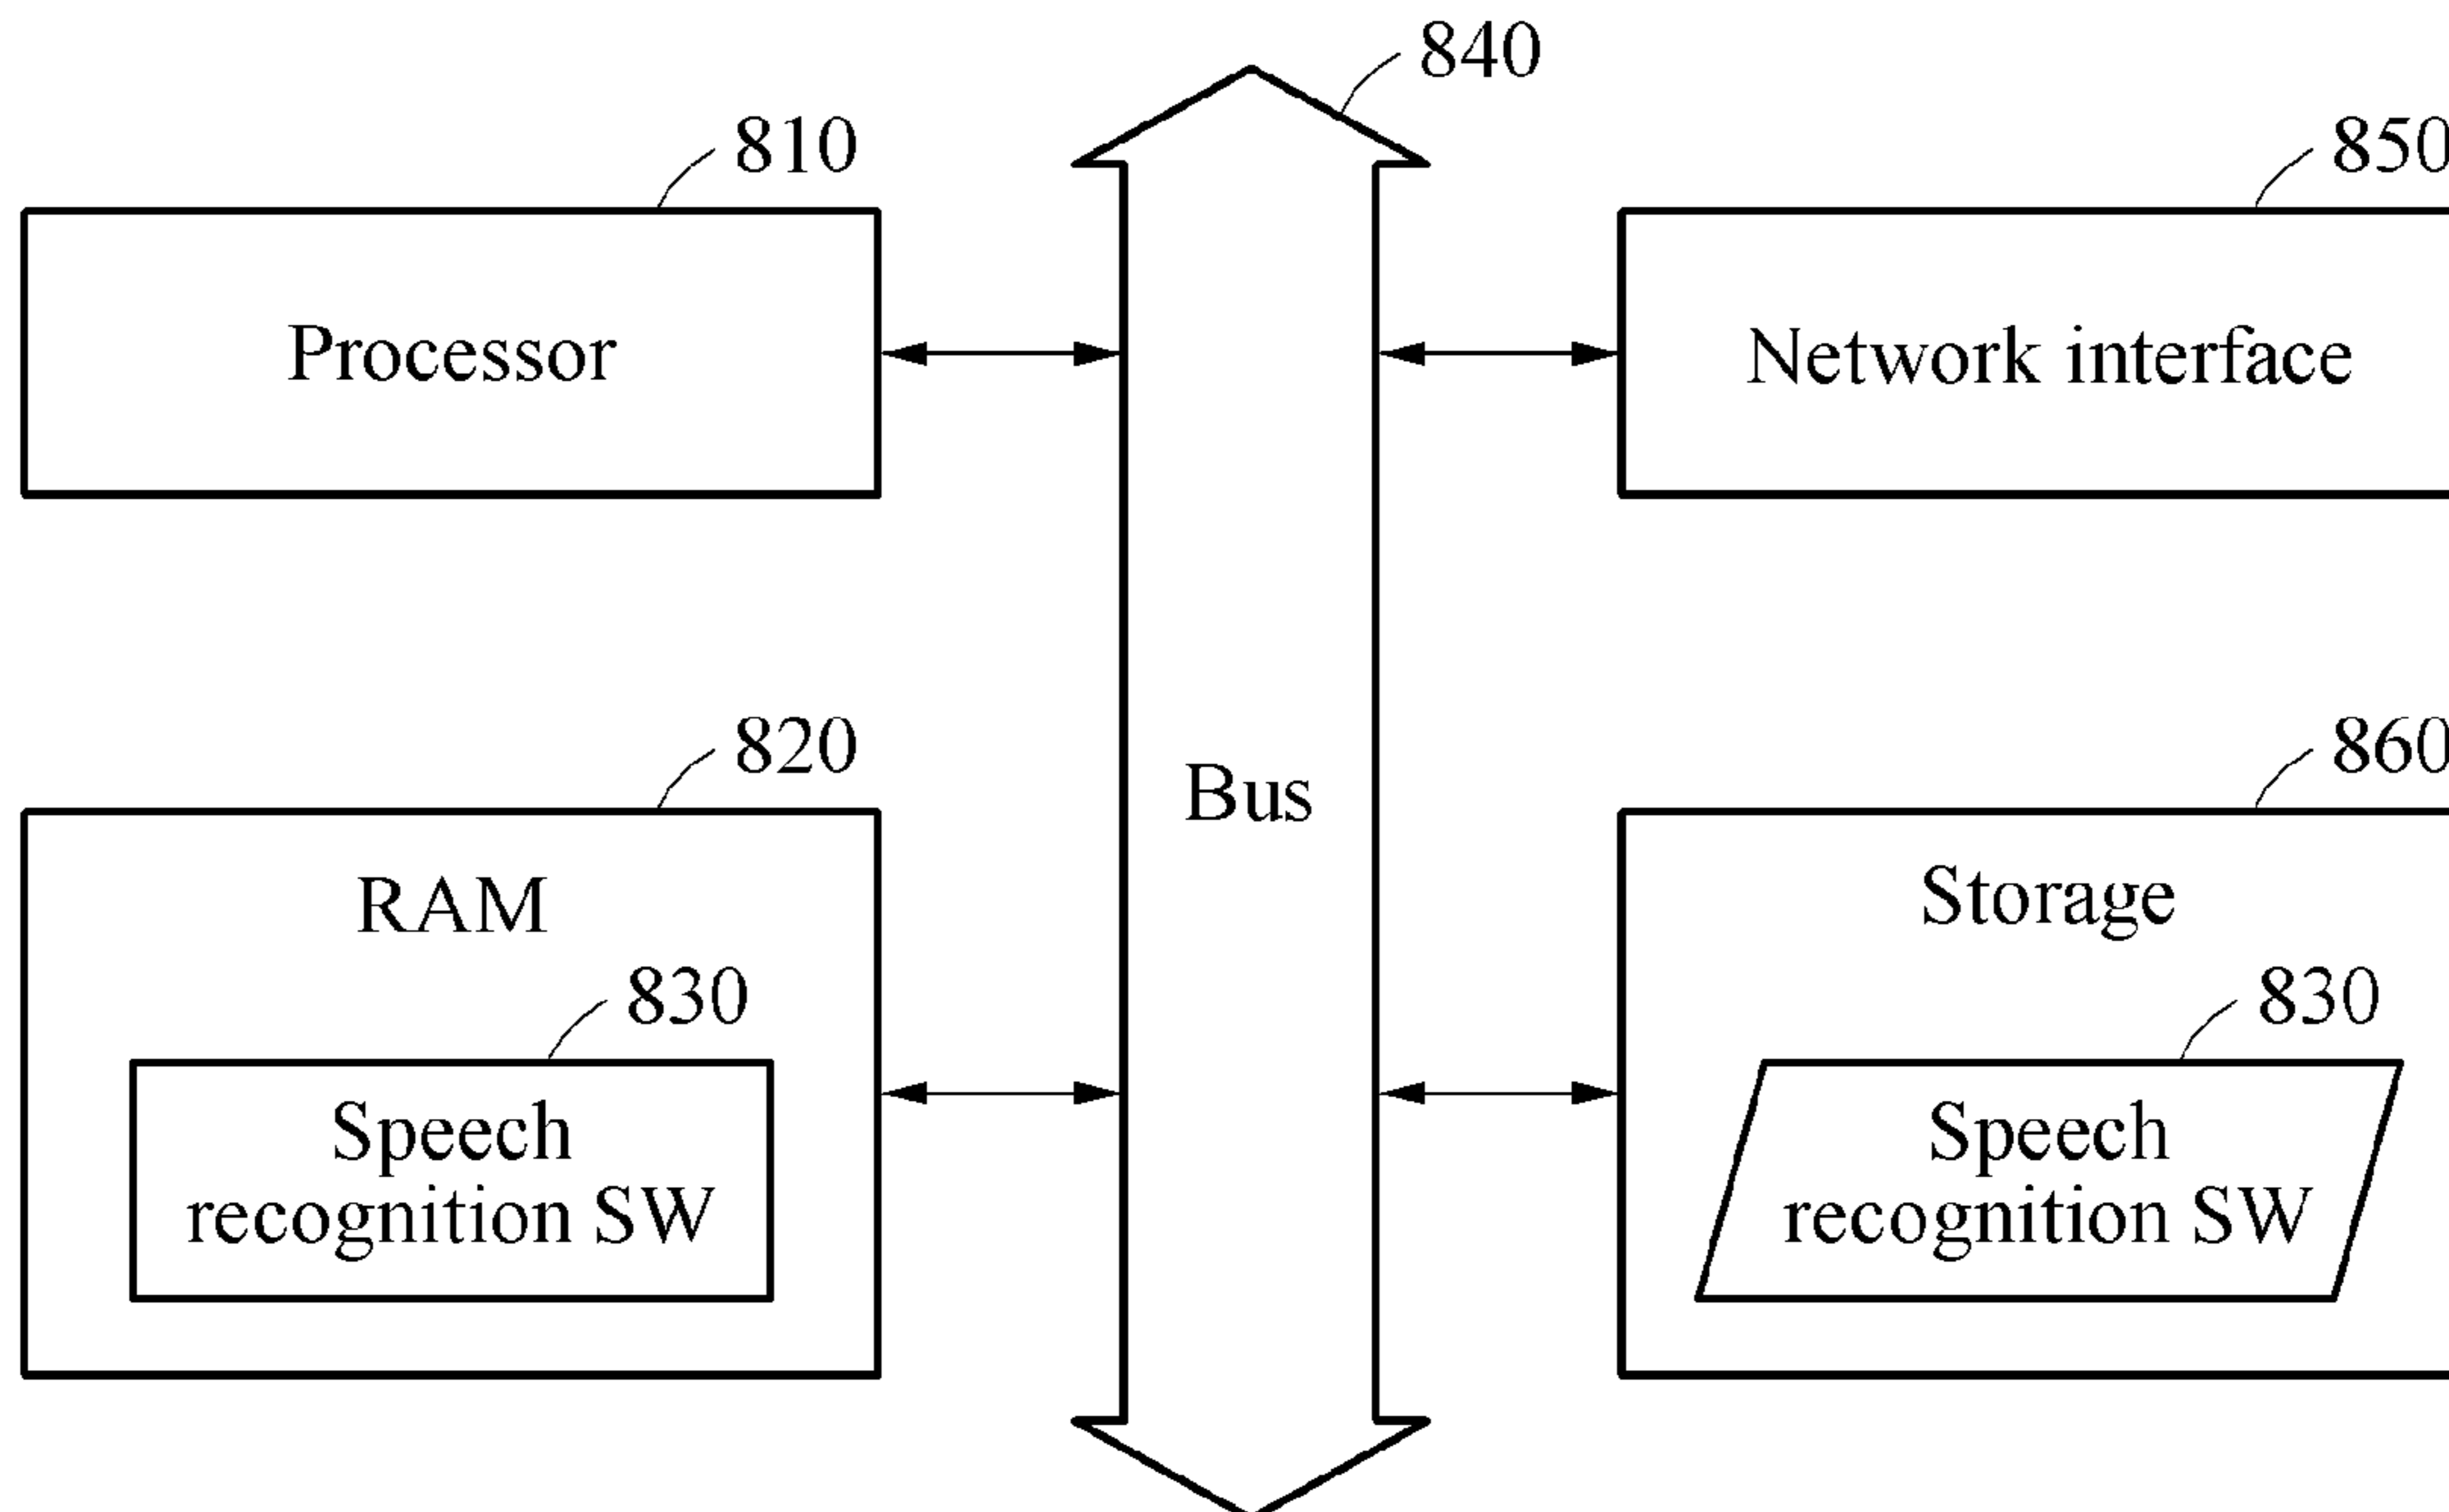 840
810
850
Processor
Network interface
820
860
Bus
RAM
Storage
830
830
Speech
recognition SW
Speech
recognition SW